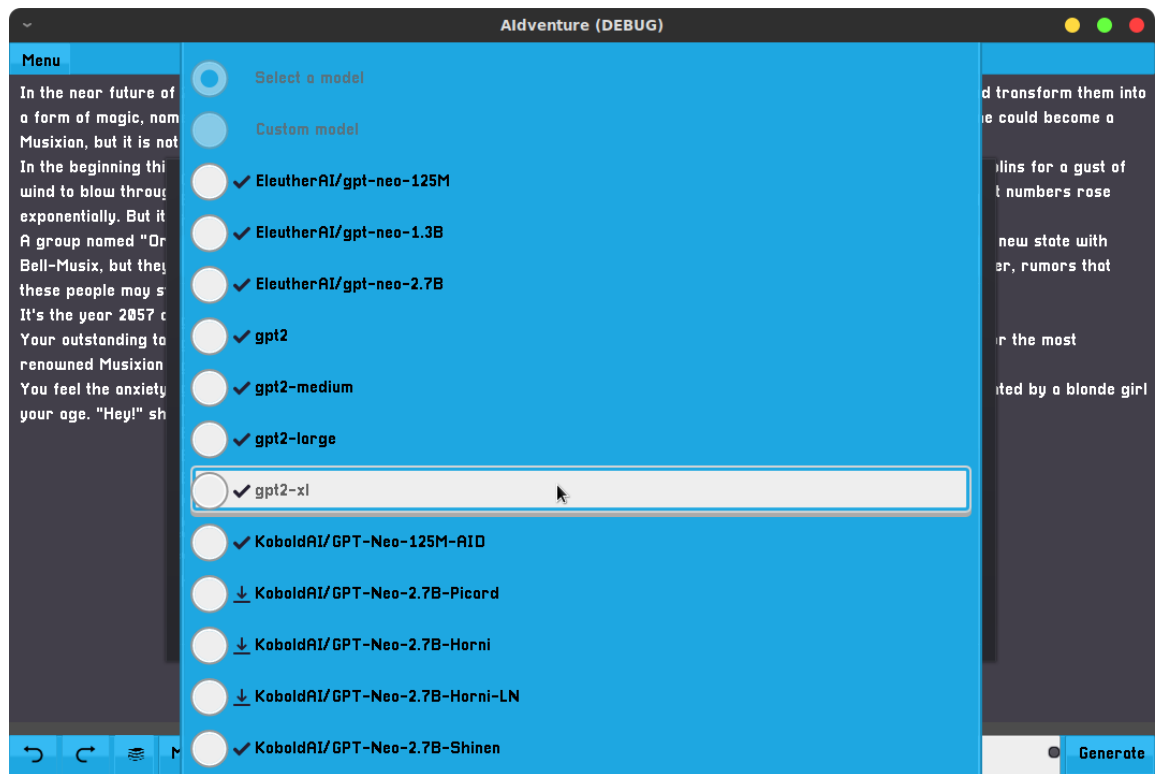 AIdventure (DEBUG)
Menu
In the near future of
d transform them into
a form of magic, nam
e could become a
Musixian, but it is not
In the beginning thi
lins for a gust of
wind to blow throug
t numbers rose
exponentially. But it
A group named "Or
new state with
Bell-Musix, but they
er, rumors that
these people may s
It's the year 2057
Your outstanding ta
r the most
renowned Musixian
You feel the anxiety
ted by a blonde girl
your age. "Hey!" sh
Select a model
Custom model
EleutherAI/gpt-neo-125M
EleutherAI/gpt-neo-1.3B
EleutherAI/gpt-neo-2.7B
gpt2
gpt2-medium
gpt2-large
gpt2-xl
KoboldAI/GPT-Neo-125M-AID
KoboldAI/GPT-Neo-2.7B-Picard
KoboldAI/GPT-Neo-2.7B-Horni
KoboldAI/GPT-Neo-2.7B-Horni-LN
KoboldAI/GPT-Neo-2.7B-Shinen
M
Generate